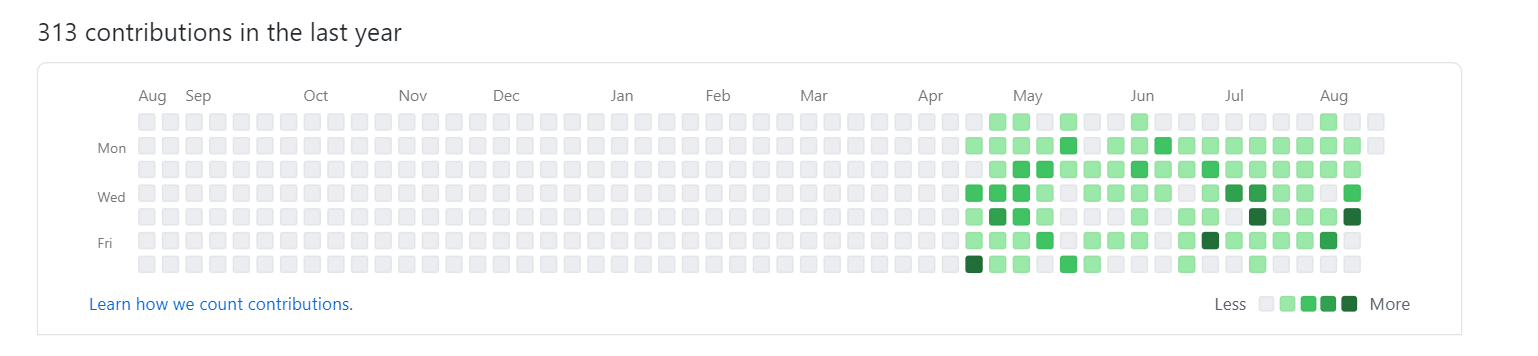 313 contributions in the last year
Aug Sep Oct Nov Dec Jan Feb Mar Apr May Jun Jul Aug
Mon
Wed
Fri
Learn how we count contributions. Less More